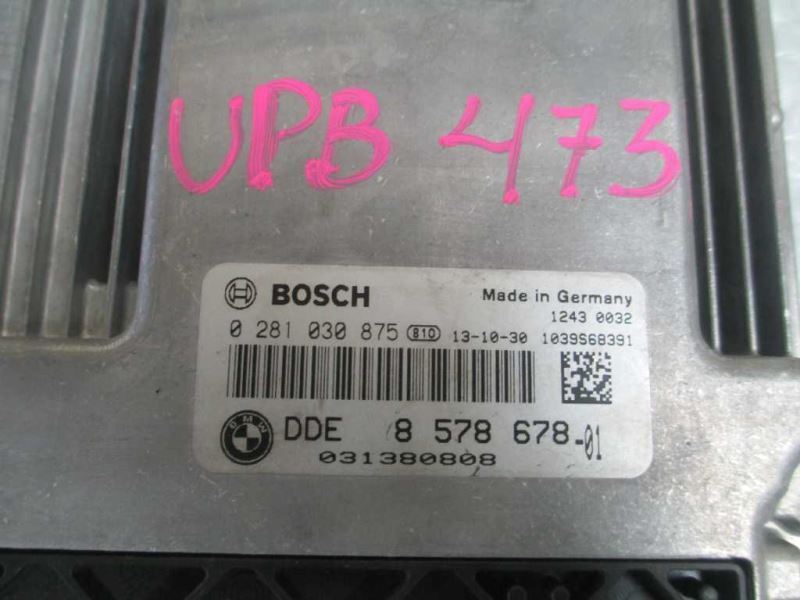 UPB 473
BOSCH Made in Germany
1243 0032
0 281 030 875 810 13-10-30 1039S68391
BMW DDE 8 578 678-01
031380808